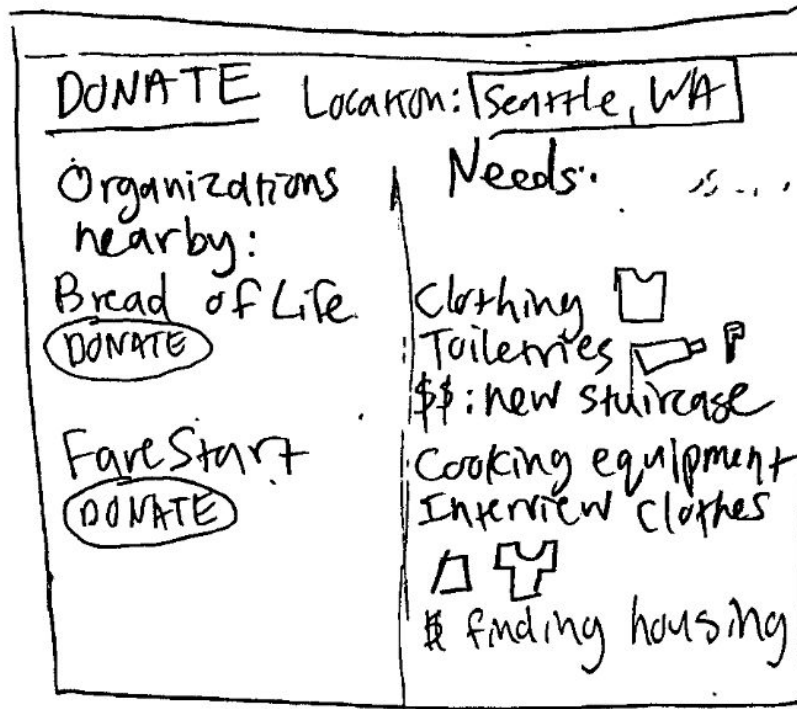 DONATE Location: Seattle, WA
Organizations
nearby:
Bread of Life
DONATE
FareStart
DONATE
Needs:
Clothing
Toiletries
$$: new staircase
Cooking equipment
Interview clothes
$ finding housing